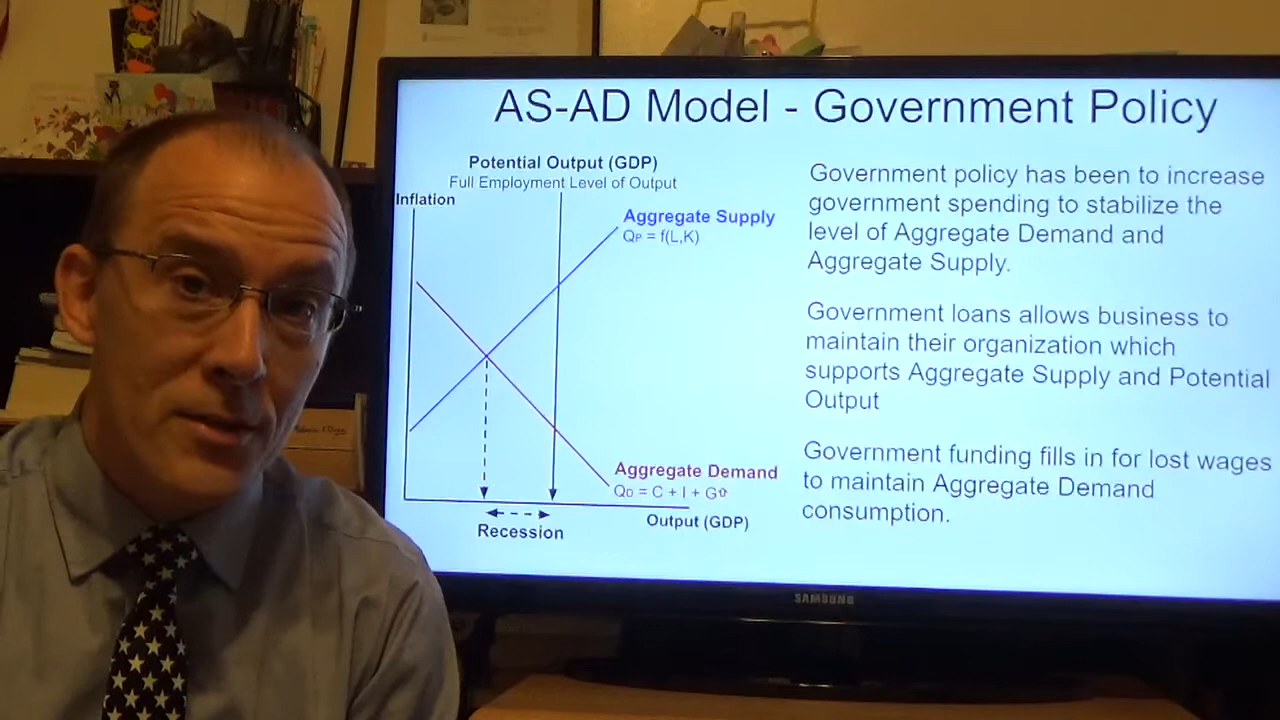 AS-AD Model - Government Policy
Potential Output (GDP)
Full Employment Level of Output
Inflation
Aggregate Supply
QP = f(L,K)
Aggregate Demand
QD = C + I + G⇧
Output (GDP)
Recession
Government policy has been to increase
government spending to stabilize the
level of Aggregate Demand and
Aggregate Supply.
Government loans allows business to
maintain their organization which
supports Aggregate Supply and Potential
Output
Government funding fills in for lost wages
to maintain Aggregate Demand
consumption.
SAMSUNG